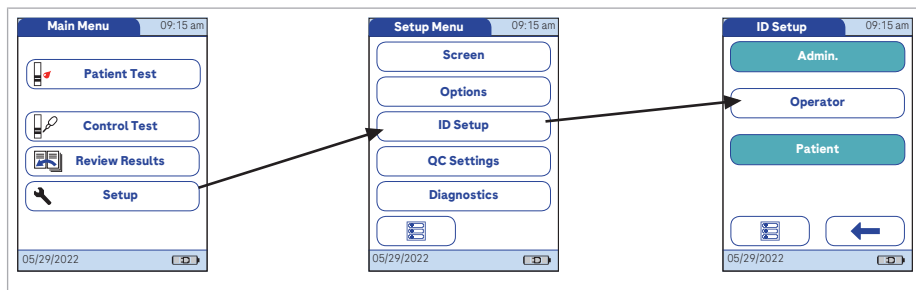 Main Menu 09:15 am
Patient Test
Control Test
Review Results
Setup
05/29/2022
Setup Menu 09:15 am
Screen
Options
ID Setup
QC Settings
Diagnostics
05/29/2022
ID Setup 09:15 am
Admin.
Operator
Patient
05/29/2022